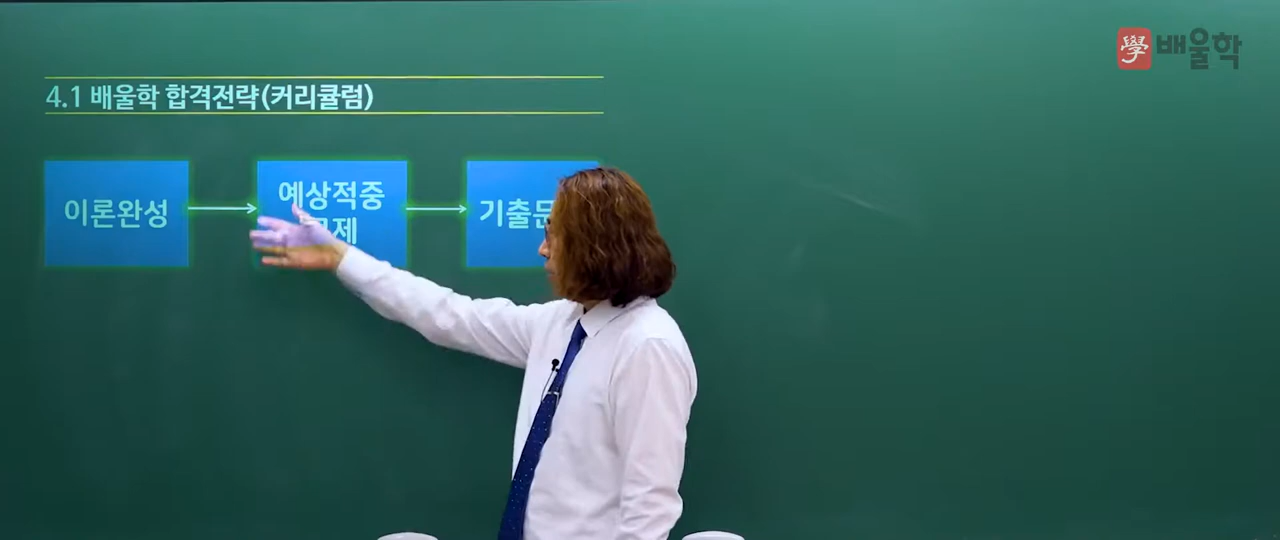 學 배울학
4.1 배울학 합격전략(커리큘럼)
이론완성
예상적중
제
기출